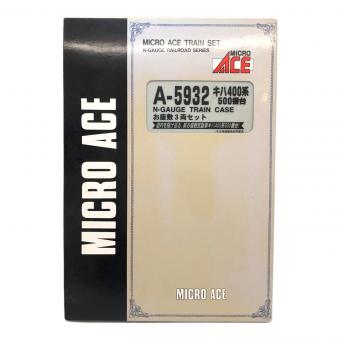 MICRO ACE TRAIN SET
N-GAUGE RAILROAD SERIES
MICRO
ACE
A-5932 キハ400系
500番台
N-GAUGE TRAIN CASE
お座敷3両セット
MICRO ACE
MICRO ACE